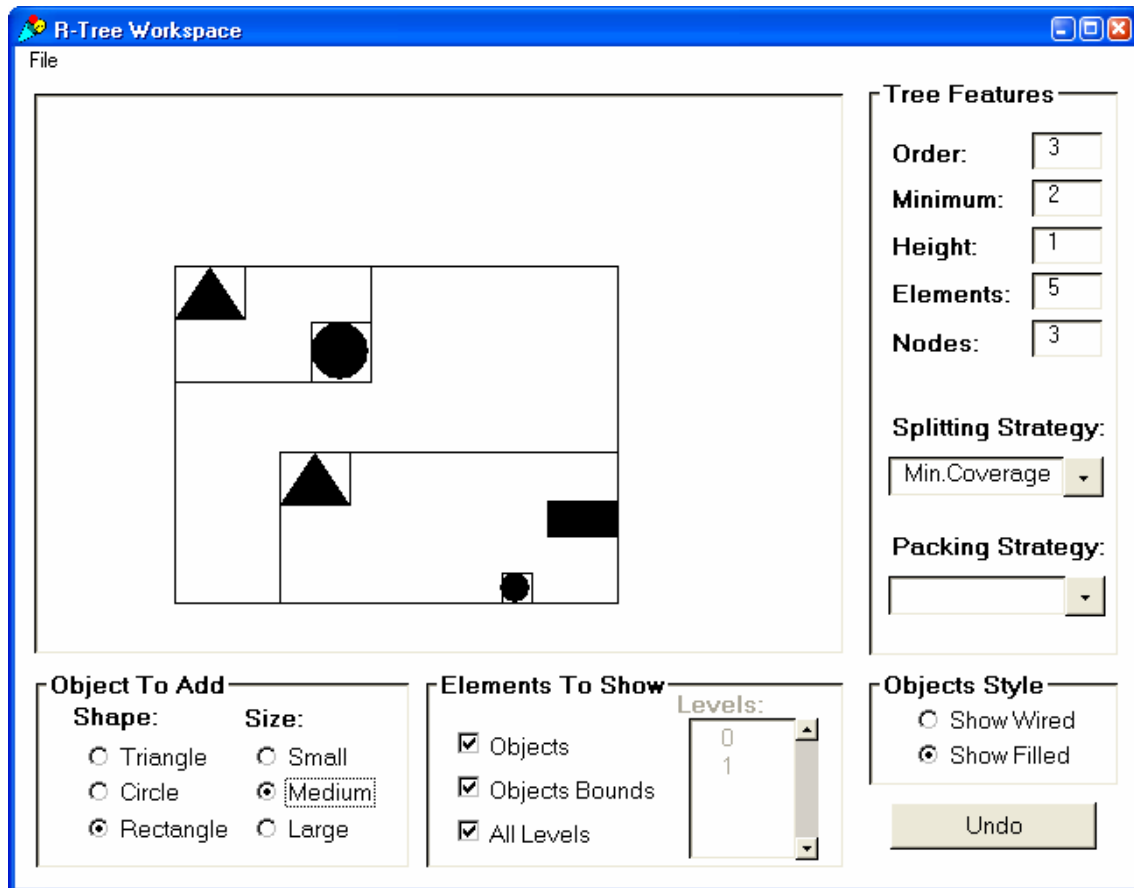 R-Tree Workspace
File
Tree Features
Order: 3
Minimum: 2
Height: 1
Elements: 5
Nodes: 3
Splitting Strategy:
Min.Coverage
Packing Strategy:
Object To Add
Shape: Size:
Triangle Small
Circle Medium
Rectangle Large
Elements To Show
Levels:
0
1
Objects
Objects Bounds
All Levels
Objects Style
Show Wired
Show Filled
Undo